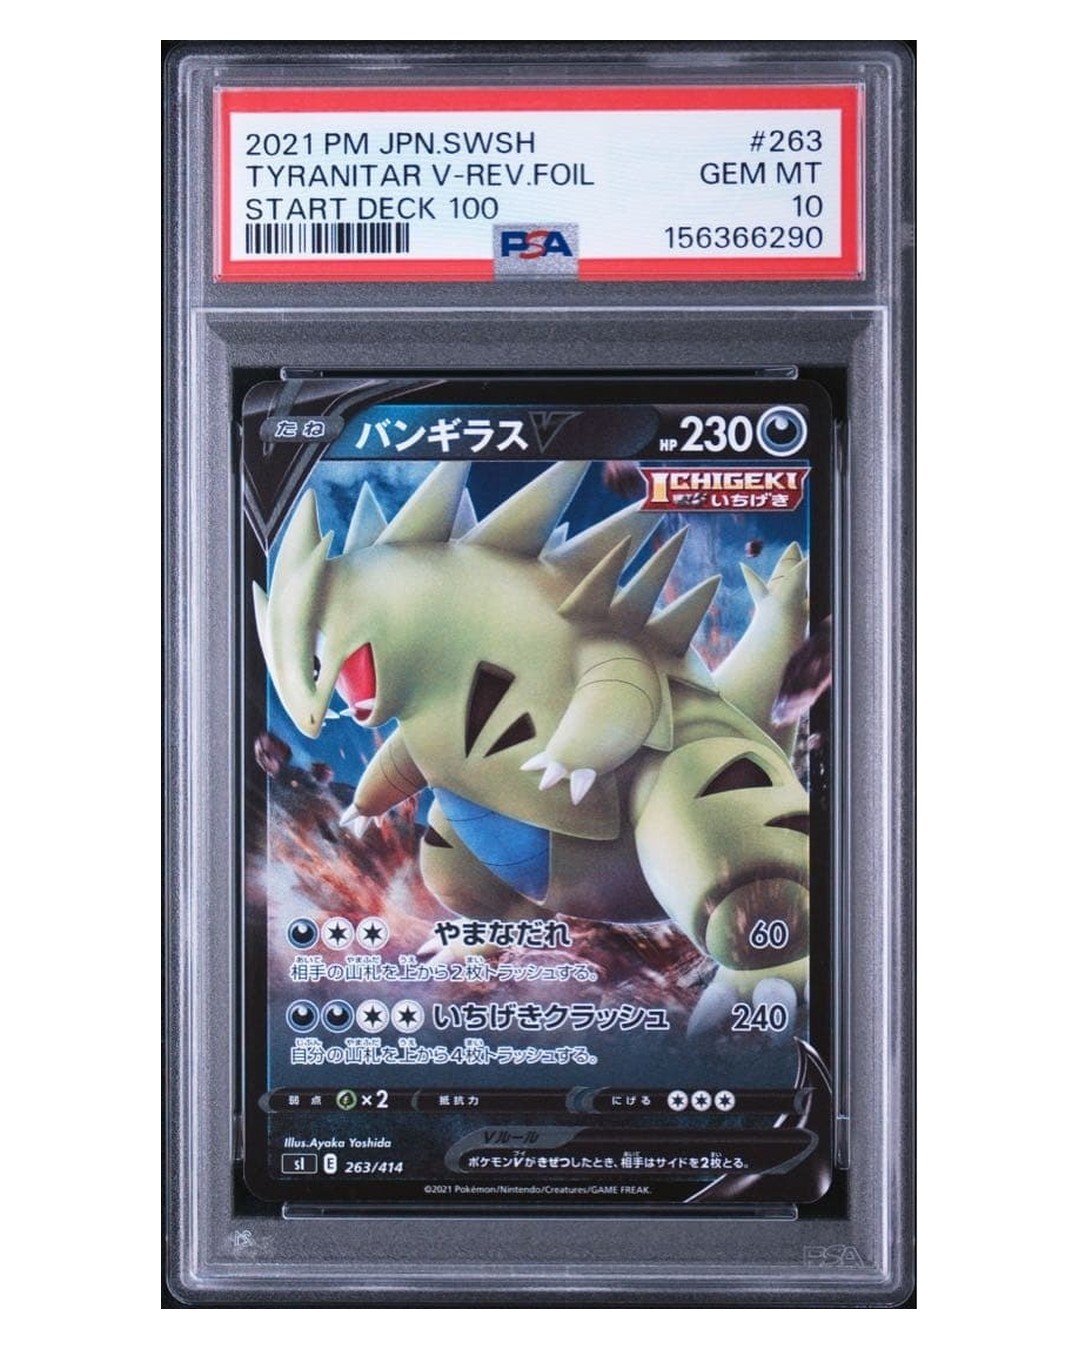 2021 PM JPN.SWSH #263
TYRANITAR V-REV.FOIL GEM MT
START DECK 100 10
PSA 156366290
たね バンギラスV HP 230
ICHIGEKI
いちげき
やまなだれ 60
相手の山札を上から2枚トラッシュする。
いちげきクラッシュ 240
自分の山札を上から4枚トラッシュする。
弱点 ×2 抵抗力 にげる
Illus.Ayaka Yoshida
Vルール
sI E 263/414
ポケモンVがきぜつしたとき、相手はサイドを2枚とる。
©2021 Pokémon/Nintendo/Creatures/GAME FREAK.
PSA